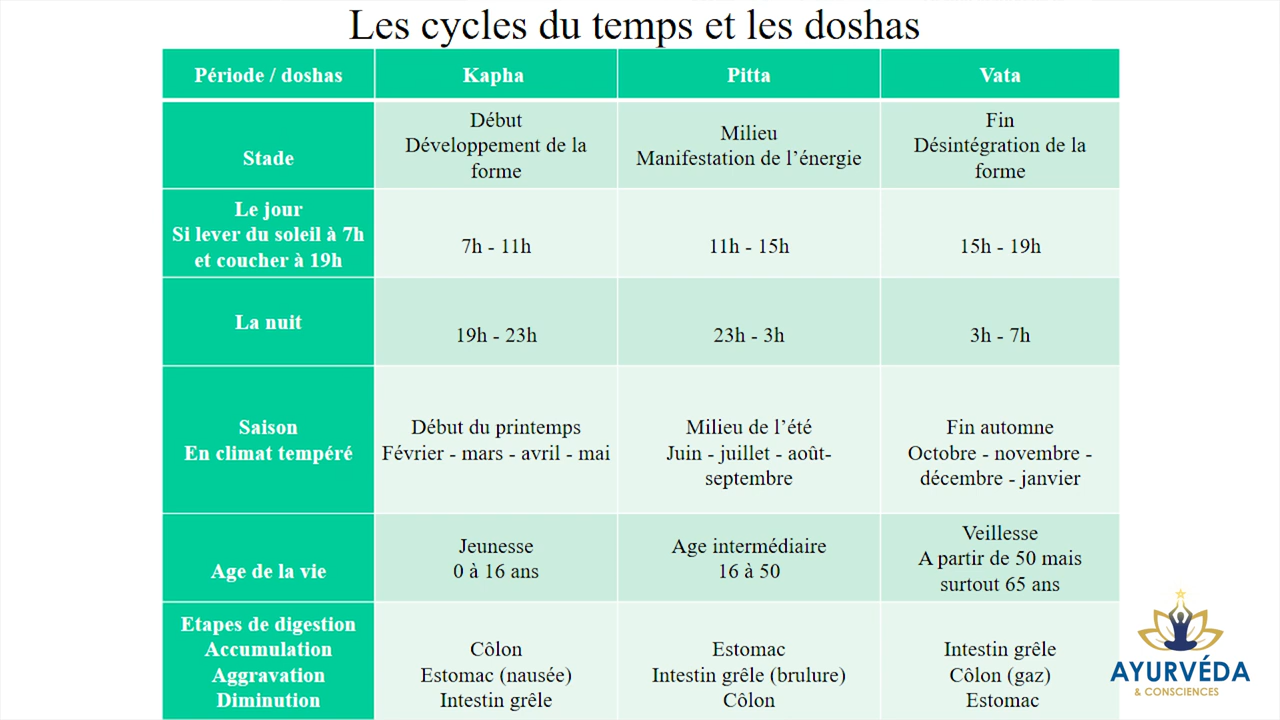 Les cycles du temps et les doshas
Période / doshas
Kapha
Pitta
Vata
Stade
Début
Développement de la
forme
Milieu
Manifestation de l’énergie
Fin
Désintégration de la
forme
Le jour
Si lever du soleil à 7h
et coucher à 19h
7h - 11h
11h - 15h
15h - 19h
La nuit
19h - 23h
23h - 3h
3h - 7h
Saison
En climat tempéré
Début du printemps
Février - mars - avril - mai
Milieu de l’été
Juin - juillet - août-
septembre
Fin automne
Octobre - novembre -
décembre - janvier
Age de la vie
Jeunesse
0 à 16 ans
Age intermédiaire
16 à 50
Veillesse
A partir de 50 mais
surtout 65 ans
Etapes de digestion
Accumulation
Aggravation
Diminution
Côlon
Estomac (nausée)
Intestin grêle
Estomac
Intestin grêle (brulure)
Côlon
Intestin grêle
Côlon (gaz)
Estomac
AYURVÉDA
& CONSCIENCES